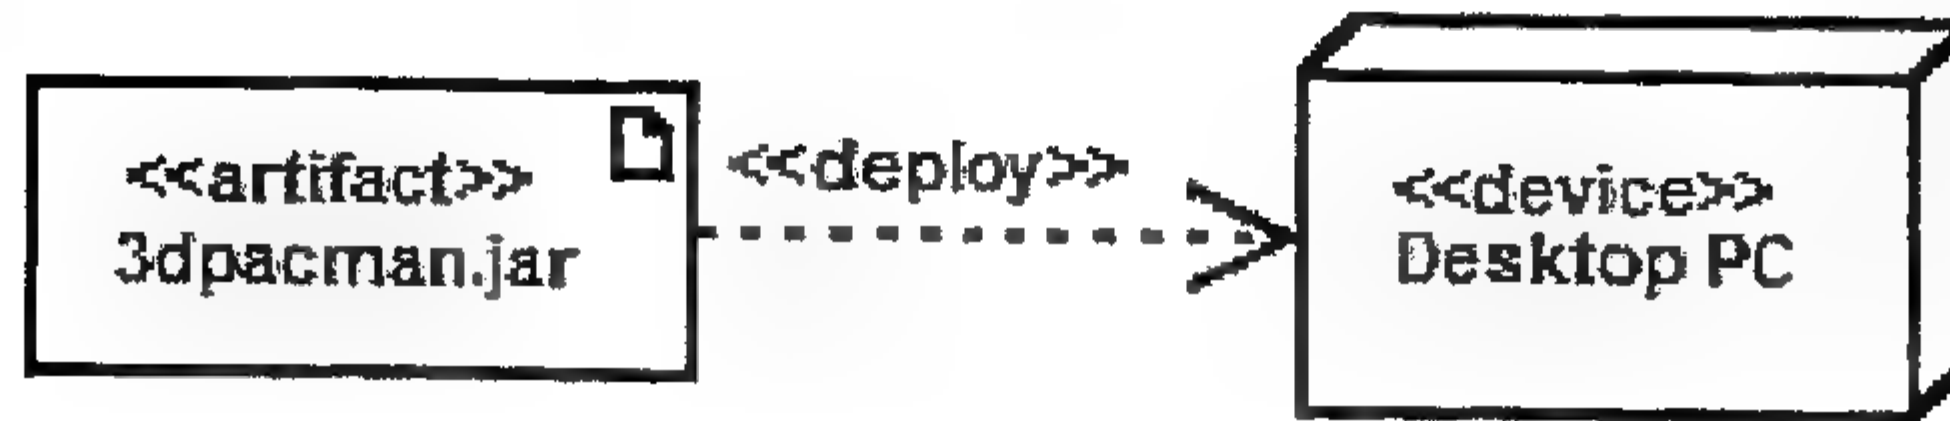 <<artifact>>
3dpacman.jar
<<deploy>>
<<device>>
Desktop PC